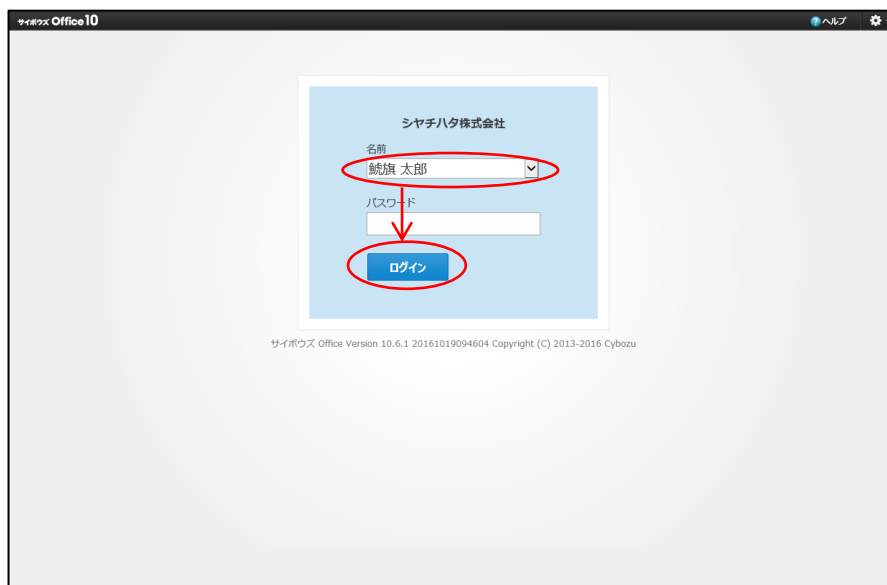 サイボウズ Office10
ヘルプ
シヤチハタ株式会社
名前
鯱旗 太郎
パスワード
ログイン
サイボウズ Office Version 10.6.1 20161019094604 Copyright (C) 2013-2016 Cybozu